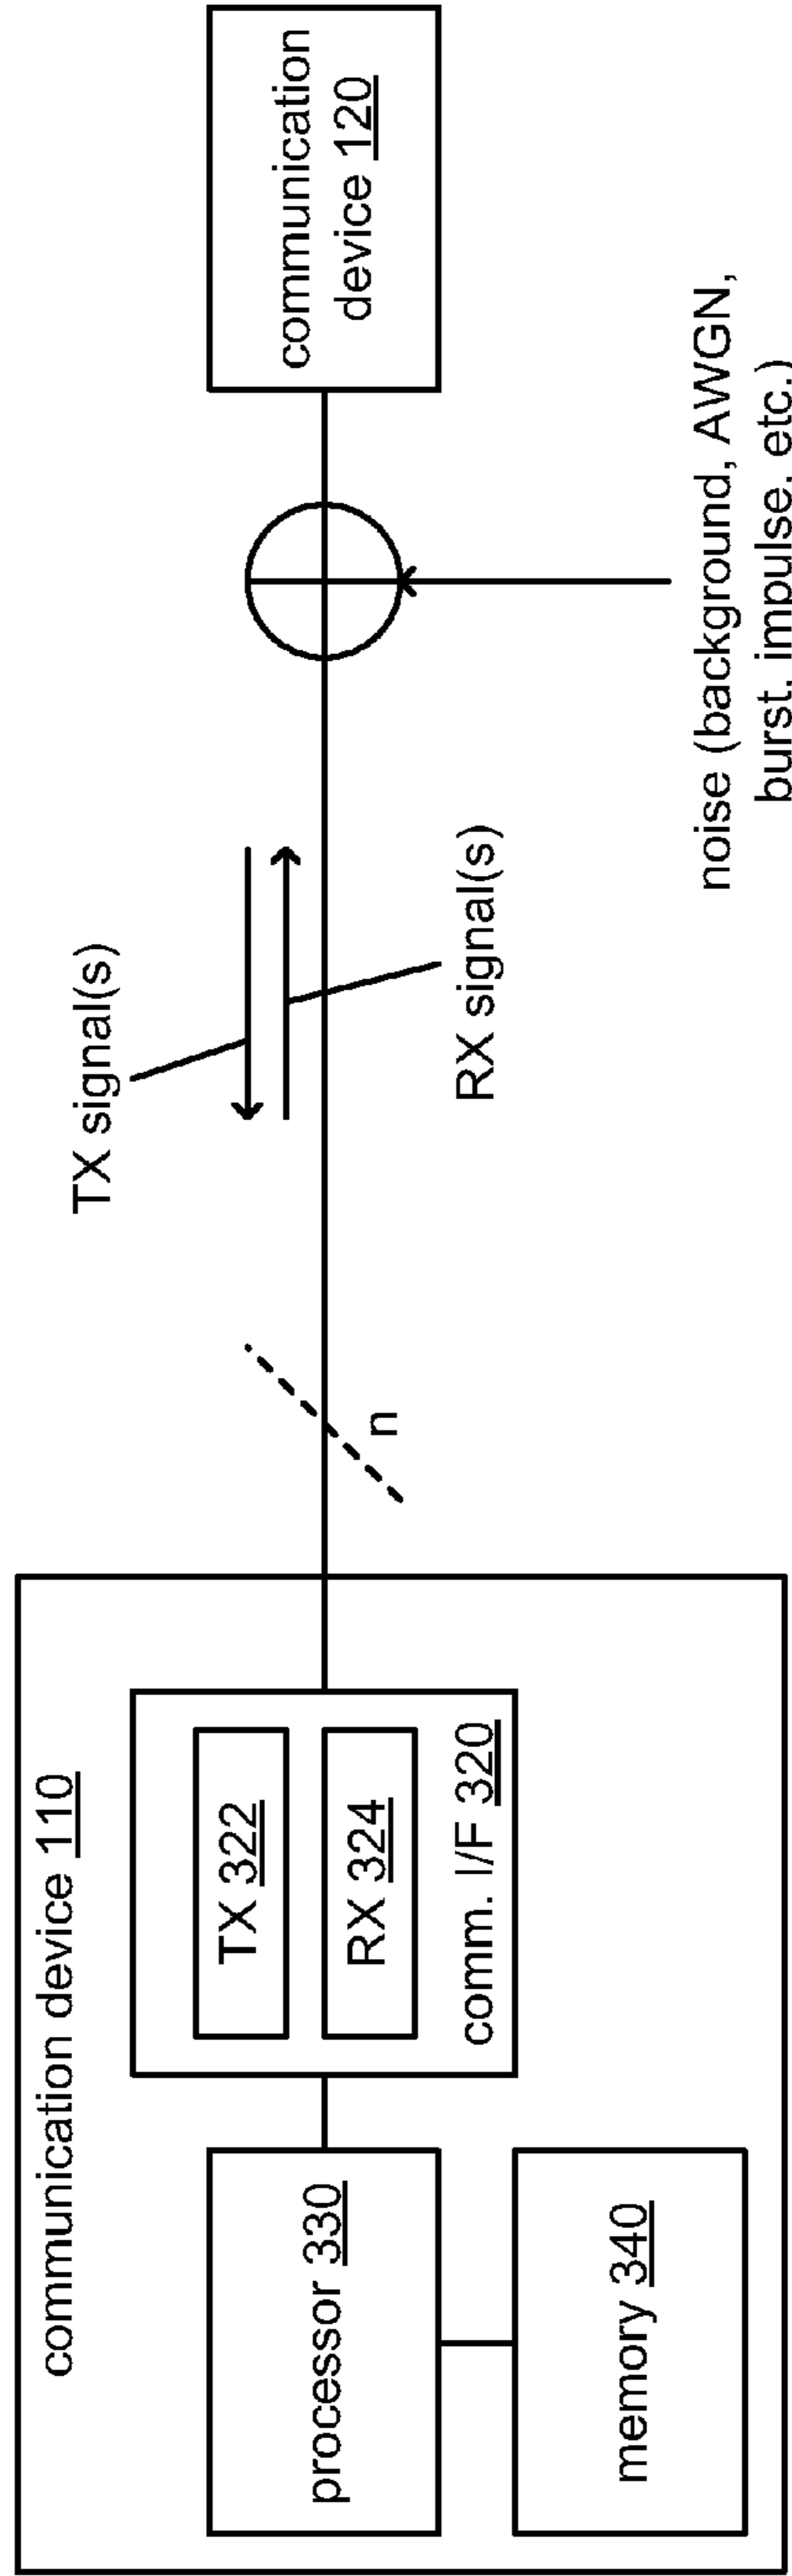 communication device 110
TX 322
RX 324
comm. I/F 320
processor 330
memory 340
n
TX signal(s)
RX signal(s)
communication
device 120
noise (background, AWGN,
burst, impulse, etc.)